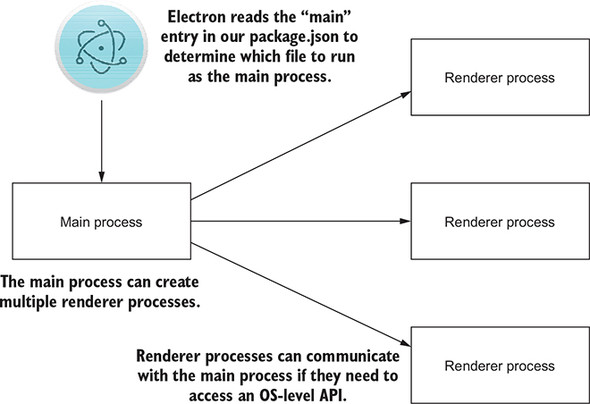 Electron reads the “main”
entry in our package.json to
determine which file to run
as the main process.
Renderer process
Main process
Renderer process
The main process can create
multiple renderer processes.
Renderer processes can communicate
with the main process if they need to
access an OS-level API.
Renderer process